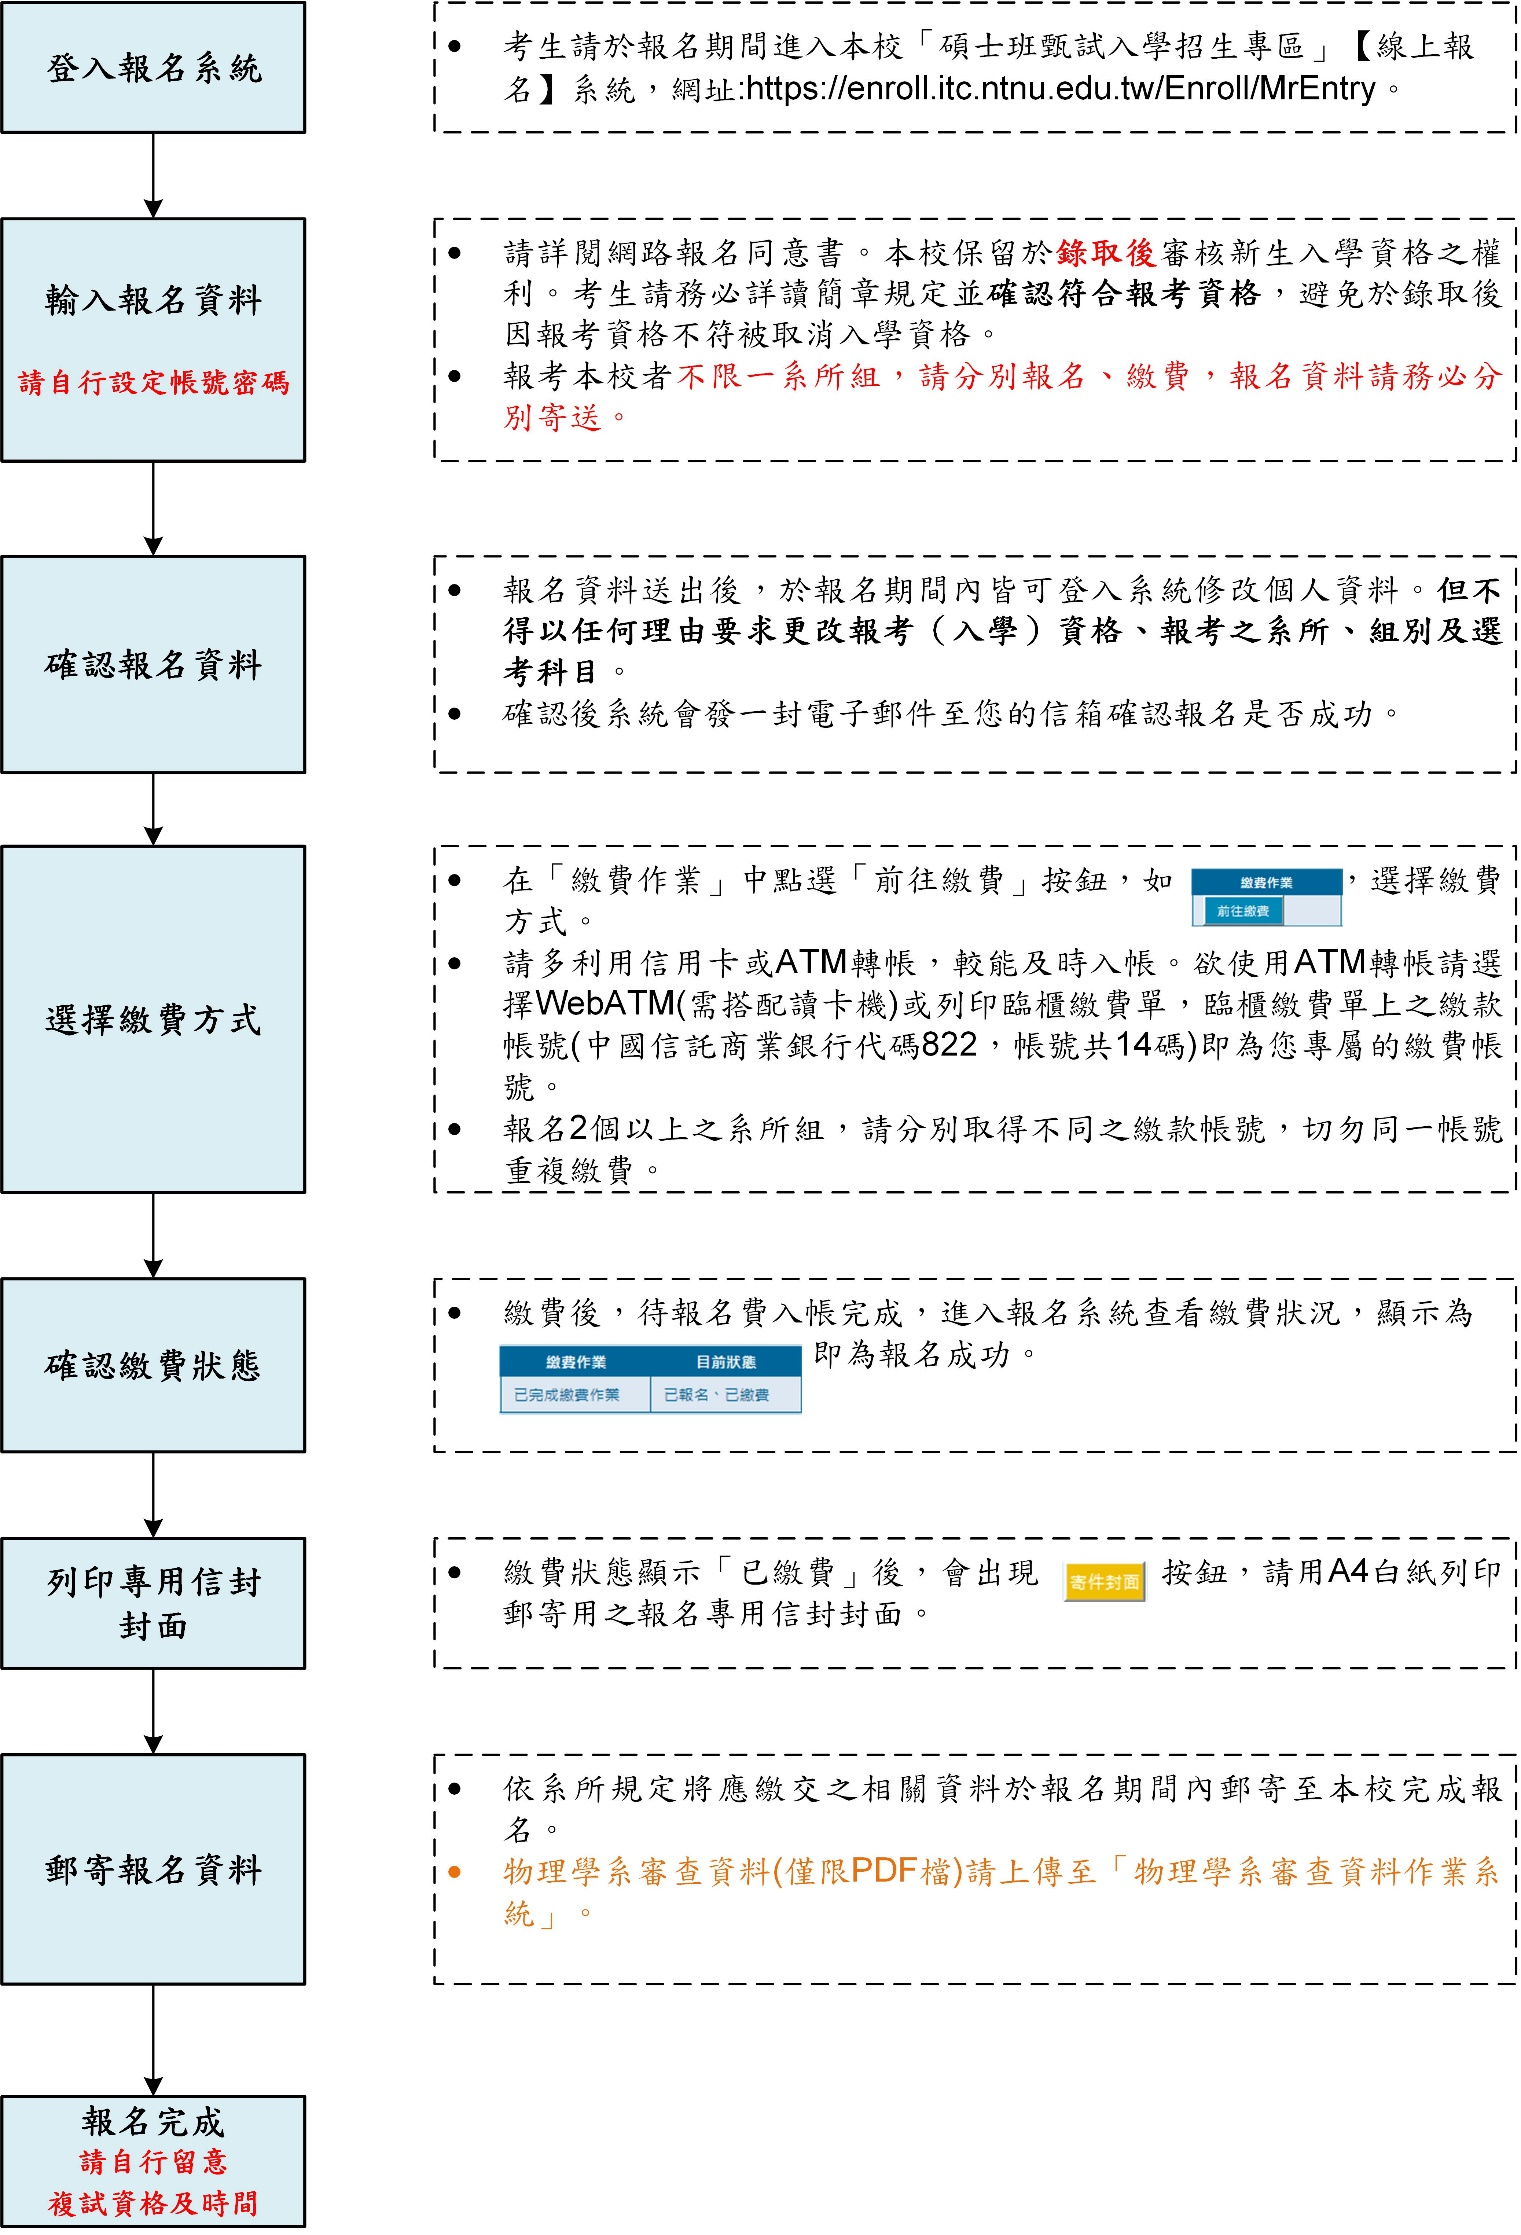 登入報名系統
• 考生請於報名期間進入本校「碩士班甄試入學招生專區」【線上報
名】系統，網址:https://enroll.itc.ntnu.edu.tw/Enroll/MrEntry。
輸入報名資料
請自行設定帳號密碼
• 請詳閱網路報名同意書。本校保留於錄取後審核新生入學資格之權
利。考生請務必詳讀簡章規定並確認符合報考資格，避免於錄取後
因報考資格不符被取消入學資格。
• 報考本校者不限一系所組，請分別報名、繳費，報名資料請務必分
別寄送。
確認報名資料
• 報名資料送出後，於報名期間內皆可登入系統修改個人資料。但不
得以任何理由要求更改報考（入學）資格、報考之系所、組別及選
考科目。
• 確認後系統會發一封電子郵件至您的信箱確認報名是否成功。
選擇繳費方式
• 在「繳費作業」中點選「前往繳費」按鈕，如 繳費作業 前往繳費 ，選擇繳費
方式。
• 請多利用信用卡或ATM轉帳，較能及時入帳。欲使用ATM轉帳請選
擇WebATM(需搭配讀卡機)或列印臨櫃繳費單，臨櫃繳費單上之繳款
帳號(中國信託商業銀行代碼822，帳號共14碼)即為您專屬的繳費帳
號。
• 報名2個以上之系所組，請分別取得不同之繳款帳號，切勿同一帳號
重複繳費。
確認繳費狀態
• 繳費後，待報名費入帳完成，進入報名系統查看繳費狀況，顯示為
繳費作業 目前狀態 即為報名成功。
已完成繳費作業 已報名、已繳費
列印專用信封
封面
• 繳費狀態顯示「已繳費」後，會出現 寄件封面 按鈕，請用A4白紙列印
郵寄用之報名專用信封封面。
郵寄報名資料
• 依系所規定將應繳交之相關資料於報名期間內郵寄至本校完成報
名。
• 物理學系審查資料(僅限PDF檔)請上傳至「物理學系審查資料作業系
統」。
報名完成
請自行留意
複試資格及時間